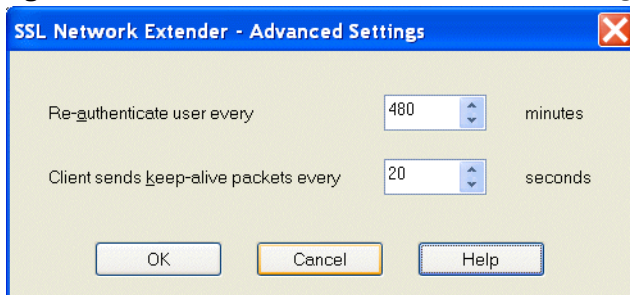 SSL Network Extender - Advanced Settings
Re-authenticate user every 480 minutes
Client sends keep-alive packets every 20 seconds
OK Cancel Help